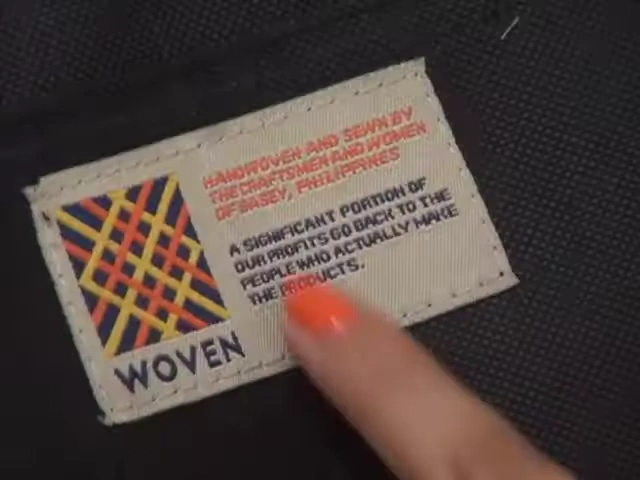 HANDWOVEN AND SEWN BY
THE CRAFTSMEN AND WOMEN
OF BASEY, PHILIPPINES
A SIGNIFICANT PORTION OF
OUR PROFITS GO BACK TO THE
PEOPLE WHO ACTUALLY MAKE
THE PRODUCTS.
WOVEN